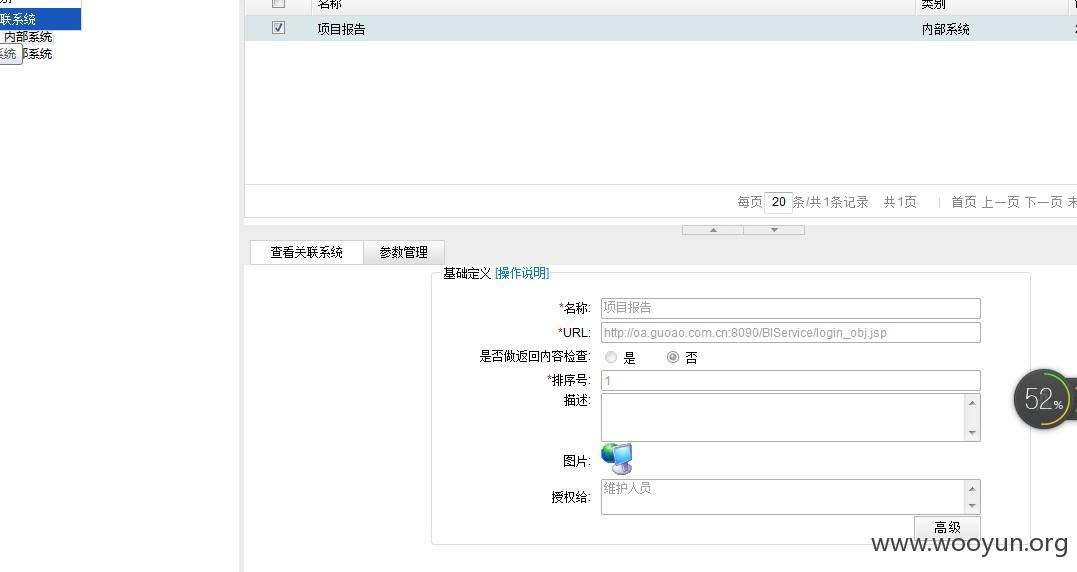 名称 类别
联系统
项目报告 内部系统
内部系统
系统 部系统
每页 20 条/共1条记录 共1页 首页 上一页 下一页 末
查看关联系统 参数管理
基础定义 [操作说明]
*名称: 项目报告
*URL: http://oa.guoao.com.cn:8090/BIService/login_obj.jsp
是否做返回内容检查: 是 否
*排序号: 1
52%
描述:
图片:
授权给: 维护人员
高级
www.wooyun.org